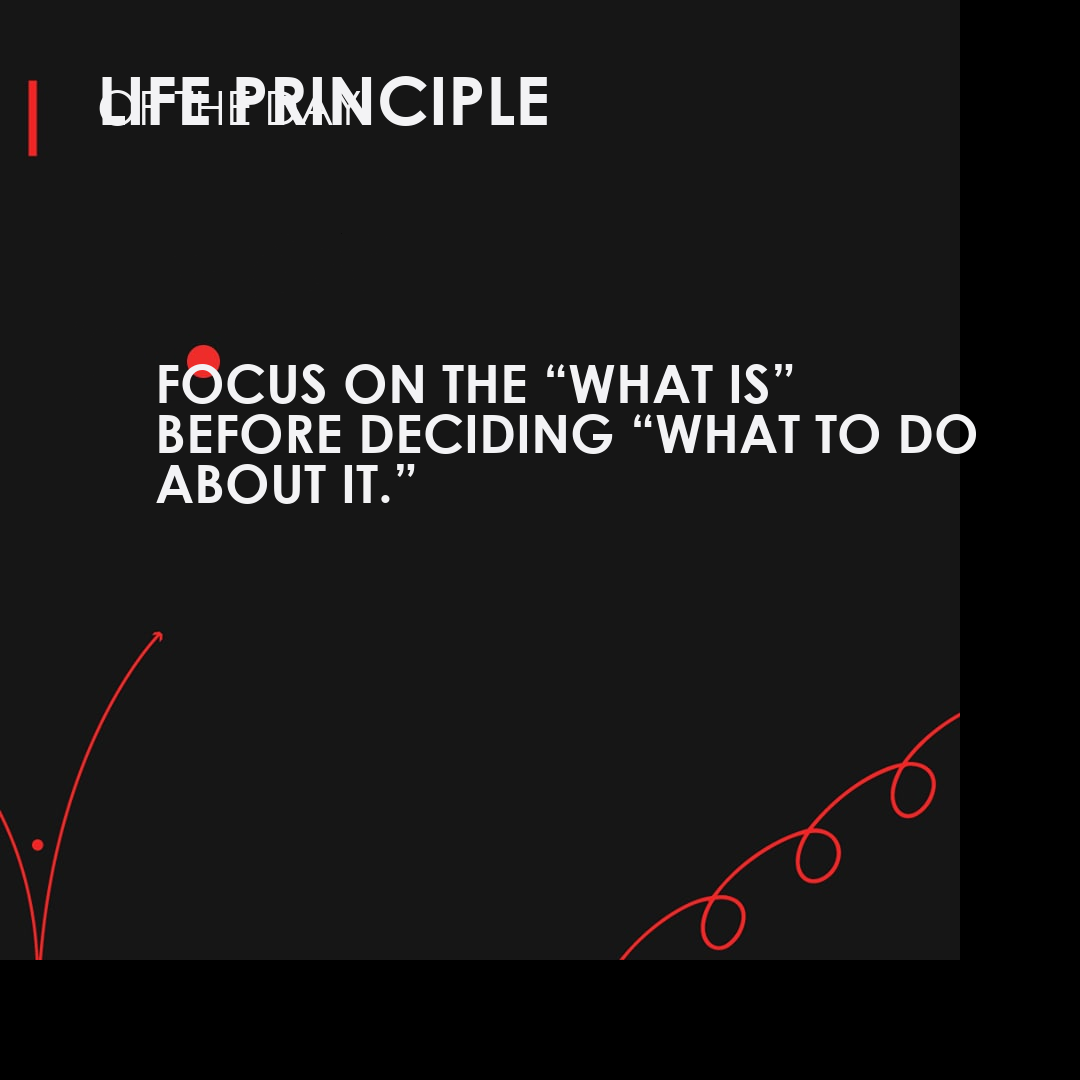 LIFE PRINCIPLE
OF THE DAY
FOCUS ON THE “WHAT IS”
BEFORE DECIDING “WHAT TO DO
ABOUT IT.”